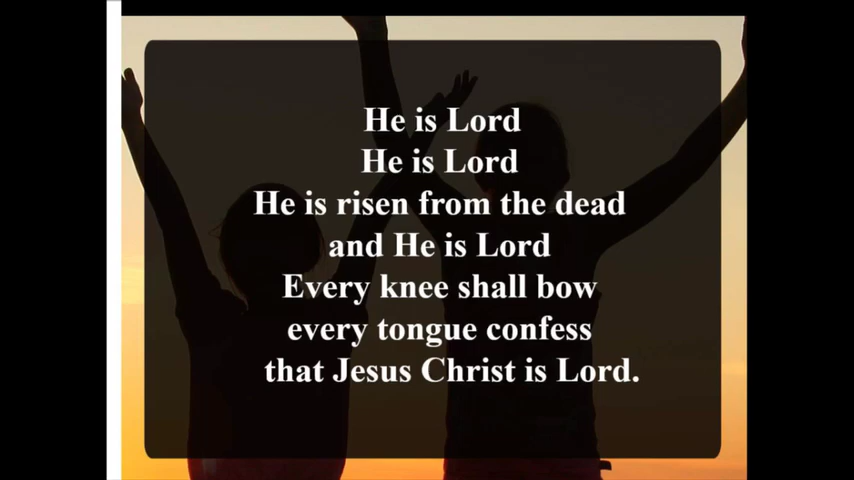 He is Lord
He is Lord
He is risen from the dead
and He is Lord
Every knee shall bow
every tongue confess
that Jesus Christ is Lord.